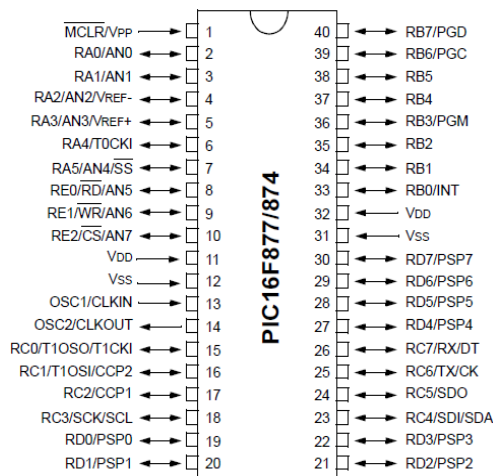 MCLR/VPP 1 40 RB7/PGD
RA0/AN0 2 39 RB6/PGC
RA1/AN1 3 38 RB5
RA2/AN2/VREF- 4 37 RB4
RA3/AN3/VREF+ 5 36 RB3/PGM
RA4/T0CKI 6 35 RB2
RA5/AN4/SS 7 34 RB1
RE0/RD/AN5 8 33 RB0/INT
RE1/WR/AN6 9 32 VDD
RE2/CS/AN7 10 31 VSS
VDD 11 30 RD7/PSP7
VSS 12 29 RD6/PSP6
OSC1/CLKIN 13 28 RD5/PSP5
OSC2/CLKOUT 14 27 RD4/PSP4
RC0/T1OSO/T1CKI 15 26 RC7/RX/DT
RC1/T1OSI/CCP2 16 25 RC6/TX/CK
RC2/CCP1 17 24 RC5/SDO
RC3/SCK/SCL 18 23 RC4/SDI/SDA
RD0/PSP0 19 22 RD3/PSP3
RD1/PSP1 20 21 RD2/PSP2
PIC16F877/874